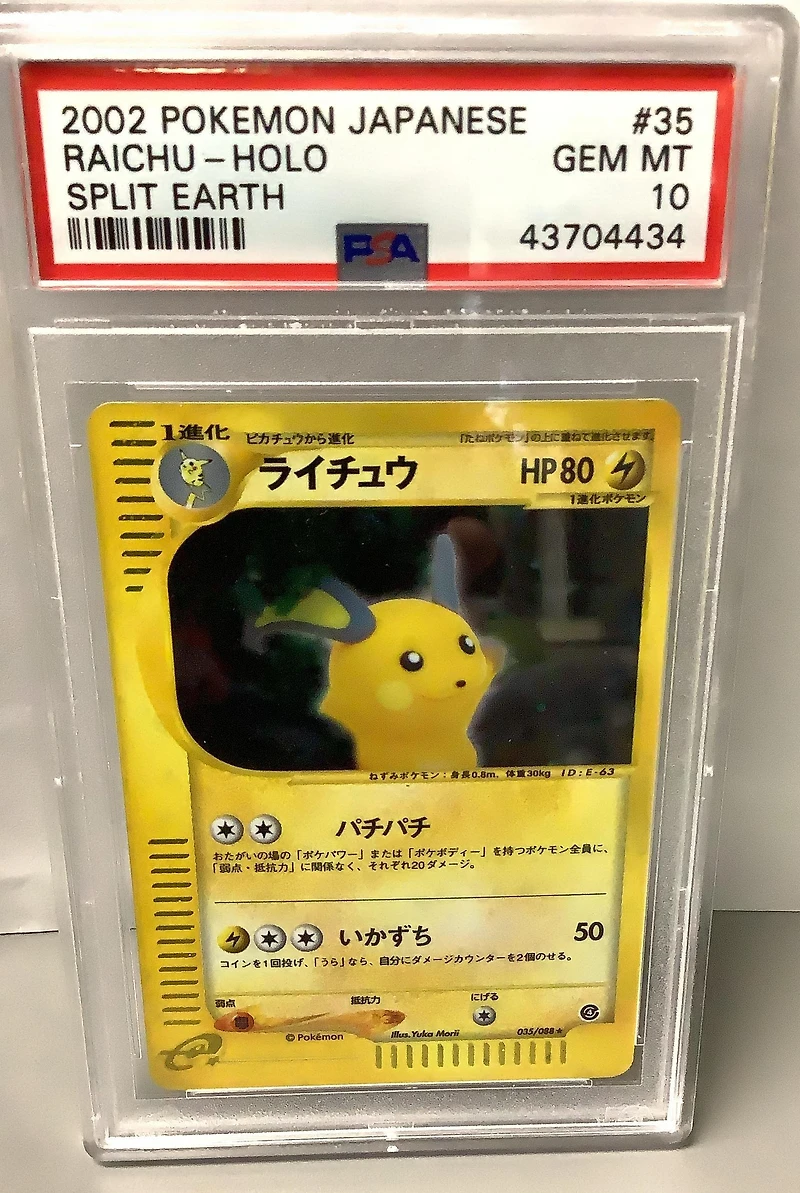 2002 POKEMON JAPANESE #35
RAICHU - HOLO GEM MT
SPLIT EARTH 10
PSA 43704434
1進化 ピカチュウから進化 「たねポケモン」の上に重ねて進化させます。
ライチュウ HP80
1進化ポケモン
ねずみポケモン：身長0.8m、体重30kg ID:E-63
パチパチ
おたがいの場の「ポケパワー」または「ポケボディー」を持つポケモン全員に、
「弱点・抵抗力」に関係なく、それぞれ20ダメージ。
いかずち 50
コインを1回投げ、「うら」なら、自分にダメージカウンターを2個のせる。
弱点 抵抗力 にげる
© Pokémon Illus. Yuka Morii 035/088★
e